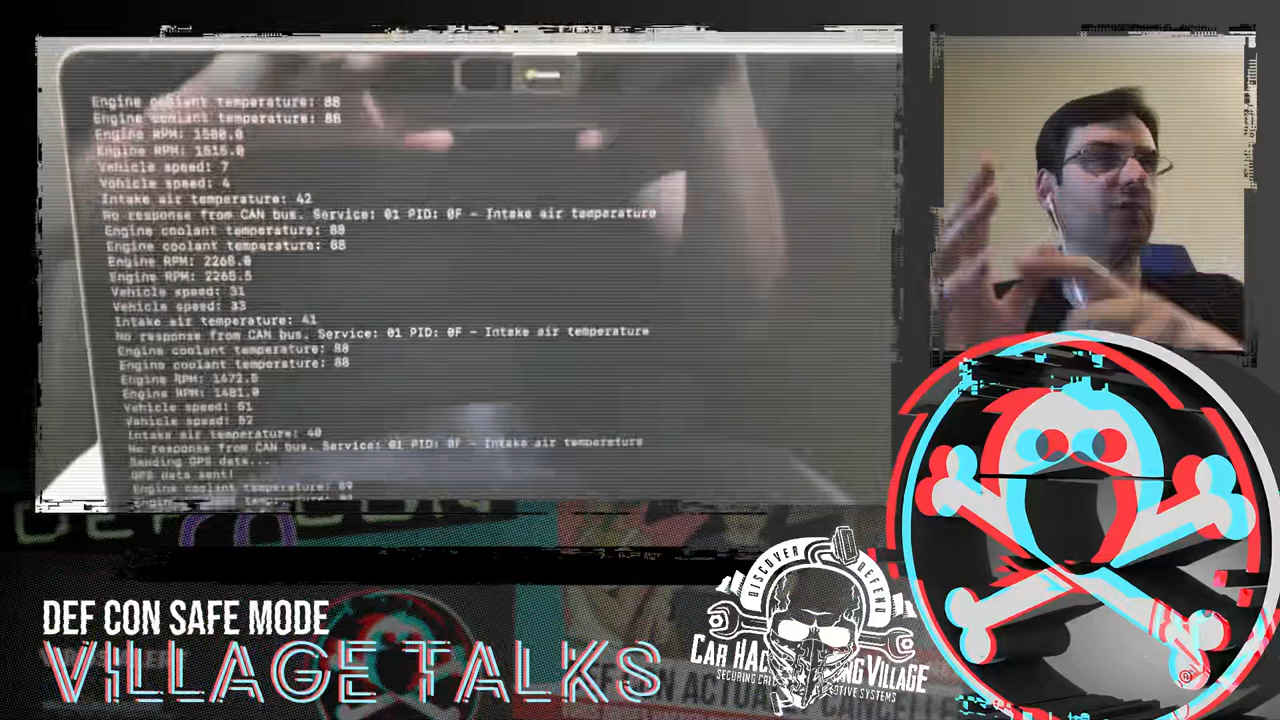 Engine coolant temperature: 88
Engine coolant temperature: 88
Engine RPM: 1580.0
Engine RPM: 1515.0
Vehicle speed: 7
Vehicle speed: 4
Intake air temperature: 42
No response from CAN bus. Service: 01 PID: 0F - Intake air temperature
Engine coolant temperature: 88
Engine coolant temperature: 88
Engine RPM: 2268.0
Engine RPM: 2265.5
Vehicle speed: 31
Vehicle speed: 33
Intake air temperature: 41
No response from CAN bus. Service: 01 PID: 0F - Intake air temperature
Engine coolant temperature: 88
Engine coolant temperature: 88
Engine RPM: 1472.5
Engine RPM: 1481.0
Vehicle speed: 51
Vehicle speed: 52
Intake air temperature: 40
No response from CAN bus. Service: 01 PID: 0F - Intake air temperature
Sending GPS data...
GPS data sent!
Engine coolant temperature: 89
DEF CON SAFE MODE
VILLAGE TALKS
DISCOVER
DEFEND
CAR HACKING VILLAGE